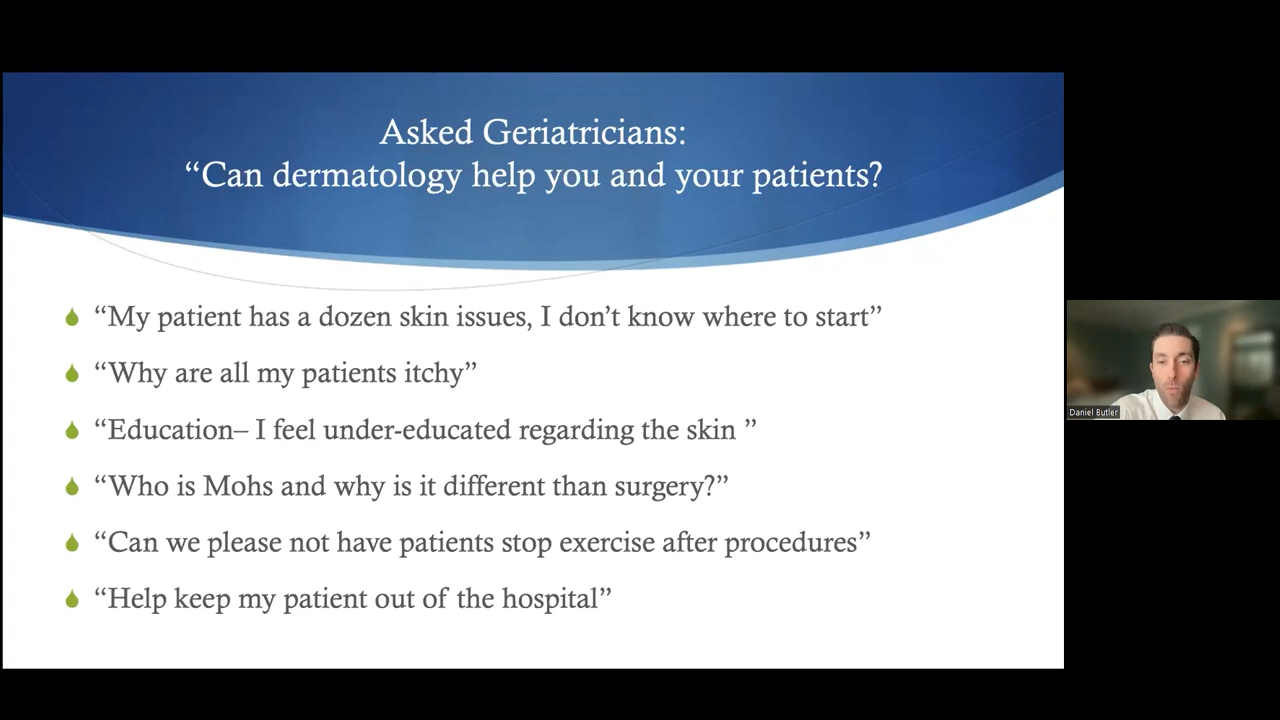 Asked Geriatricians:
“Can dermatology help you and your patients?
“My patient has a dozen skin issues, I don’t know where to start”
“Why are all my patients itchy”
“Education– I feel under-educated regarding the skin ”
“Who is Mohs and why is it different than surgery?”
“Can we please not have patients stop exercise after procedures”
“Help keep my patient out of the hospital”
Daniel Butler